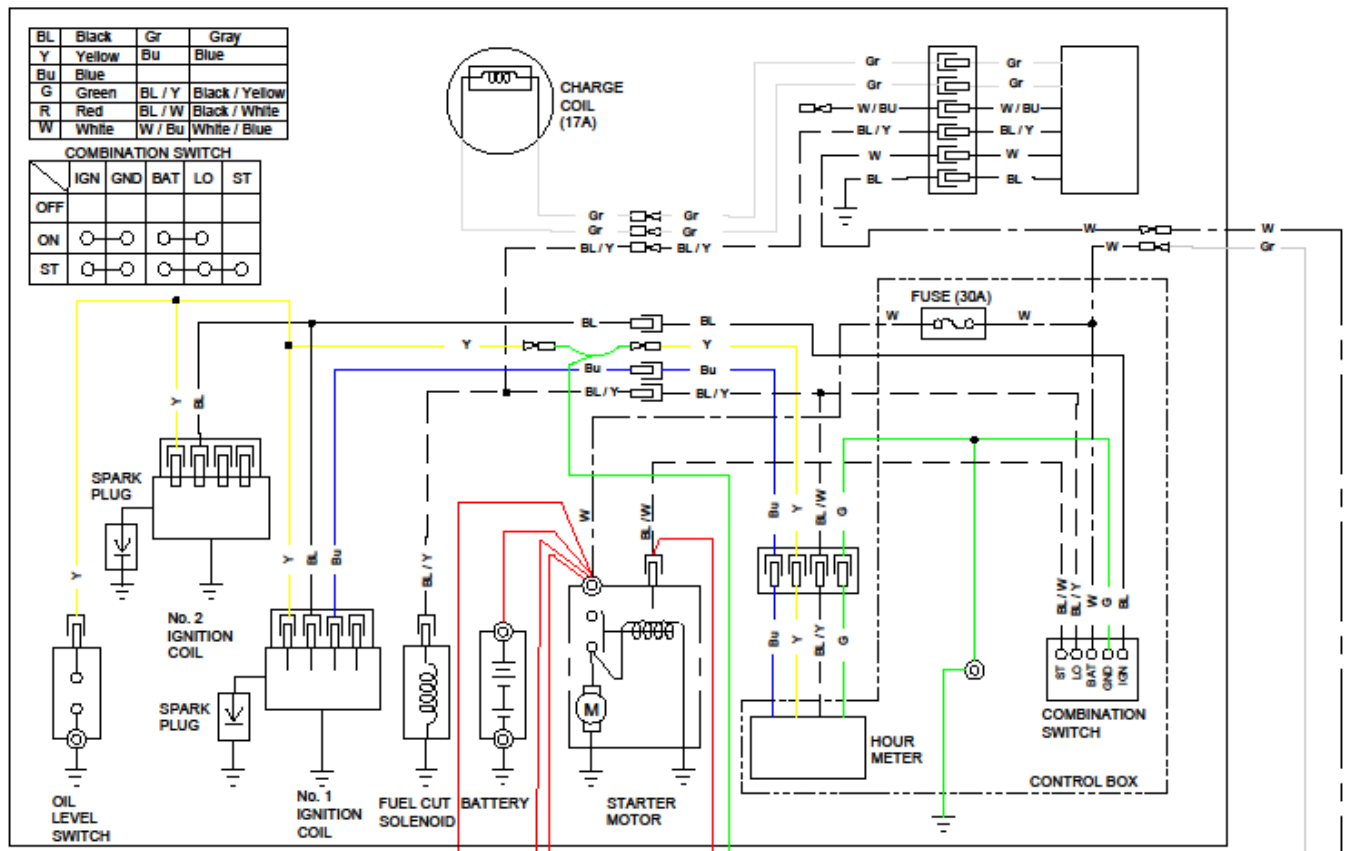 BL Black Gr Gray
Y Yellow Bu Blue
Bu Blue
G Green BL / Y Black / Yellow
R Red BL / W Black / White
W White W / Bu White / Blue
COMBINATION SWITCH
IGN GND BAT LO ST
OFF
ON
ST
CHARGE
COIL
(17A)
Gr Gr
Gr Gr
W / BU W / BU
BL / Y BL / Y
W W
BL BL
Gr Gr
Gr Gr
BL / Y BL / Y
W W
W Gr
FUSE (30A)
W W
BL BL
Y Y
Bu Bu
BL / Y BL / Y
Y
BL
SPARK
PLUG
Y
No. 2
IGNITION
COIL
Y
BL
Bu
SPARK
PLUG
BL / Y
W
BL / W
M
Bu
Y
BL / W
G
Bu
Y
BL / Y
G
BL / W
BL / Y
W
G
BL
ST
LO
BAT
GND
IGN
COMBINATION
SWITCH
HOUR
METER
CONTROL BOX
OIL
LEVEL
SWITCH
No. 1
IGNITION
COIL
FUEL CUT
SOLENOID
BATTERY
STARTER
MOTOR